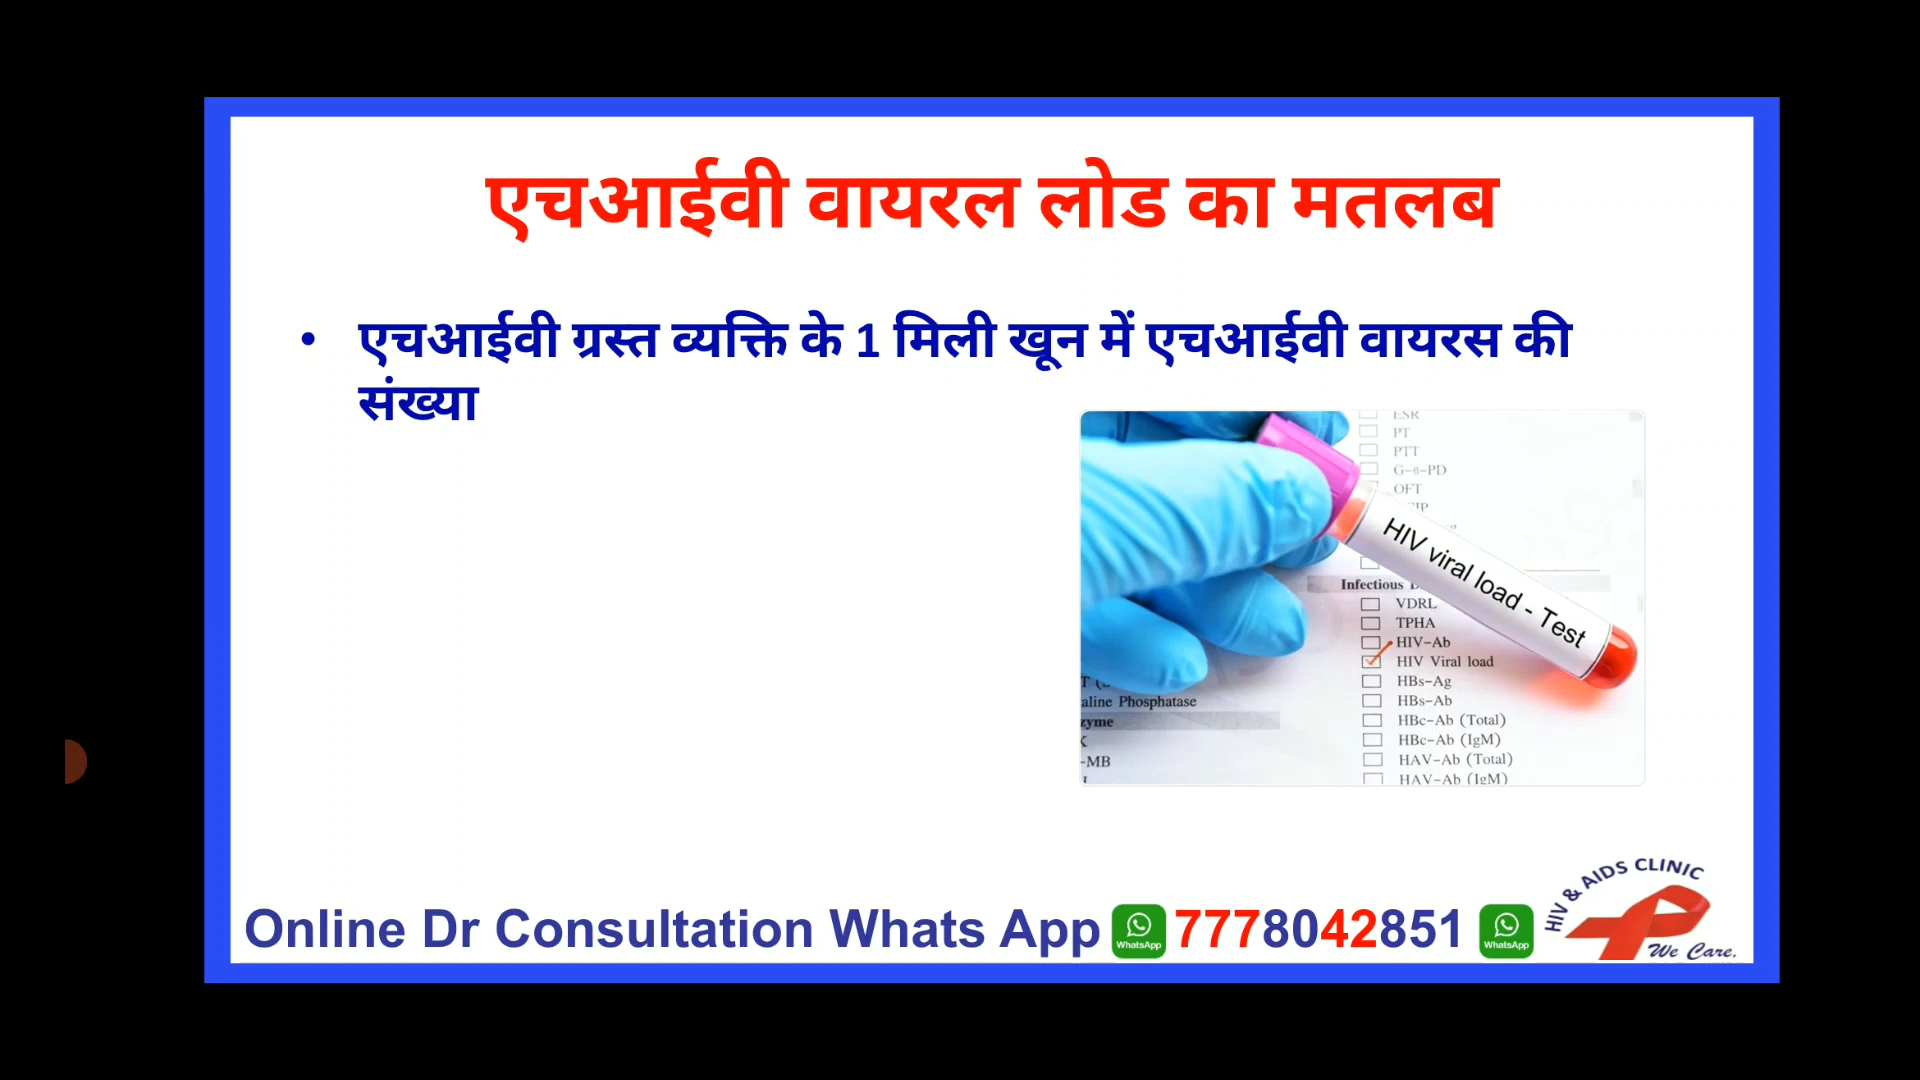 एचआईवी वायरल लोड का मतलब
• एचआईवी ग्रस्त व्यक्ति के 1 मिली खून में एचआईवी वायरस की
संख्या
ESR
PT
PTT
G-6-PD
OFT
HIV viral load - Test
Infectious
VDRL
TPHA
HIV-Ab
HIV Viral load
HBs-Ag
HBs-Ab
HBc-Ab (Total)
HBc-Ab (IgM)
HAV-Ab (Total)
HAV-Ab (IgM)
aline Phosphatase
zyme
-MB
Online Dr Consultation Whats App WhatsApp 7778042851 WhatsApp
HIV & AIDS CLINIC
We Care.